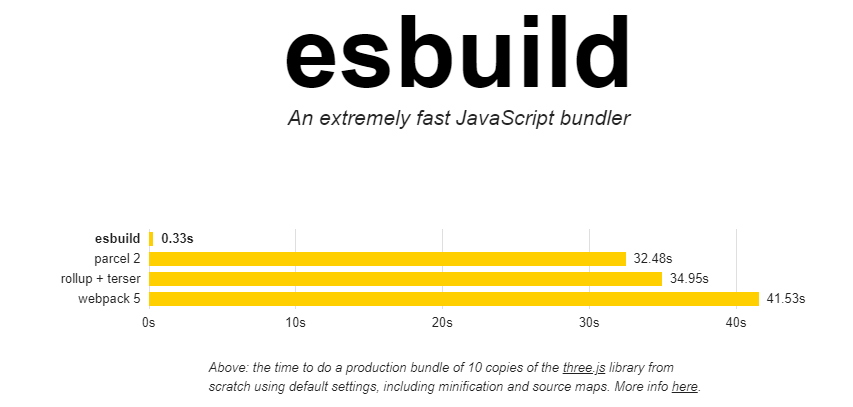 esbuild
An extremely fast JavaScript bundler
esbuild 0.33s
parcel 2 32.48s
rollup + terser 34.95s
webpack 5 41.53s
0s 10s 20s 30s 40s
Above: the time to do a production bundle of 10 copies of the three.js library from
scratch using default settings, including minification and source maps. More info here.